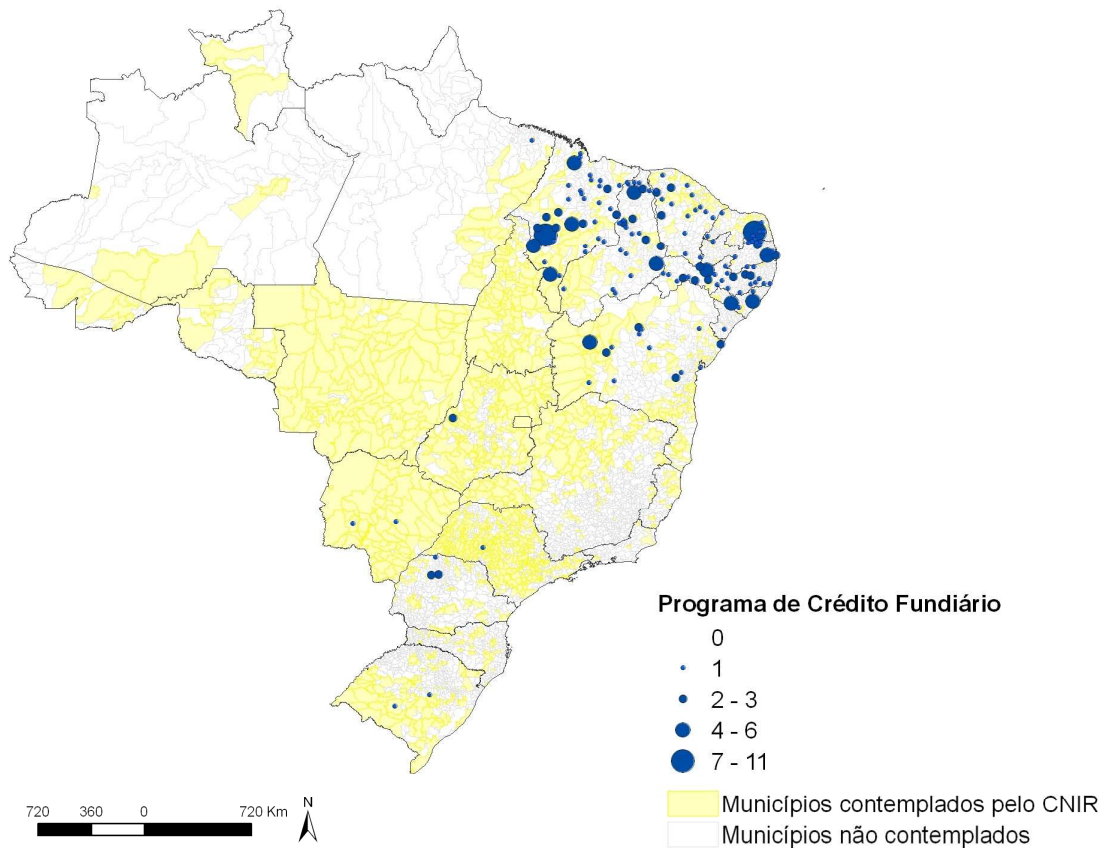 Programa de Crédito Fundiário
0
1
2 - 3
4 - 6
7 - 11
Municípios contemplados pelo CNIR
Municípios não contemplados
720 360 0 720 Km
N